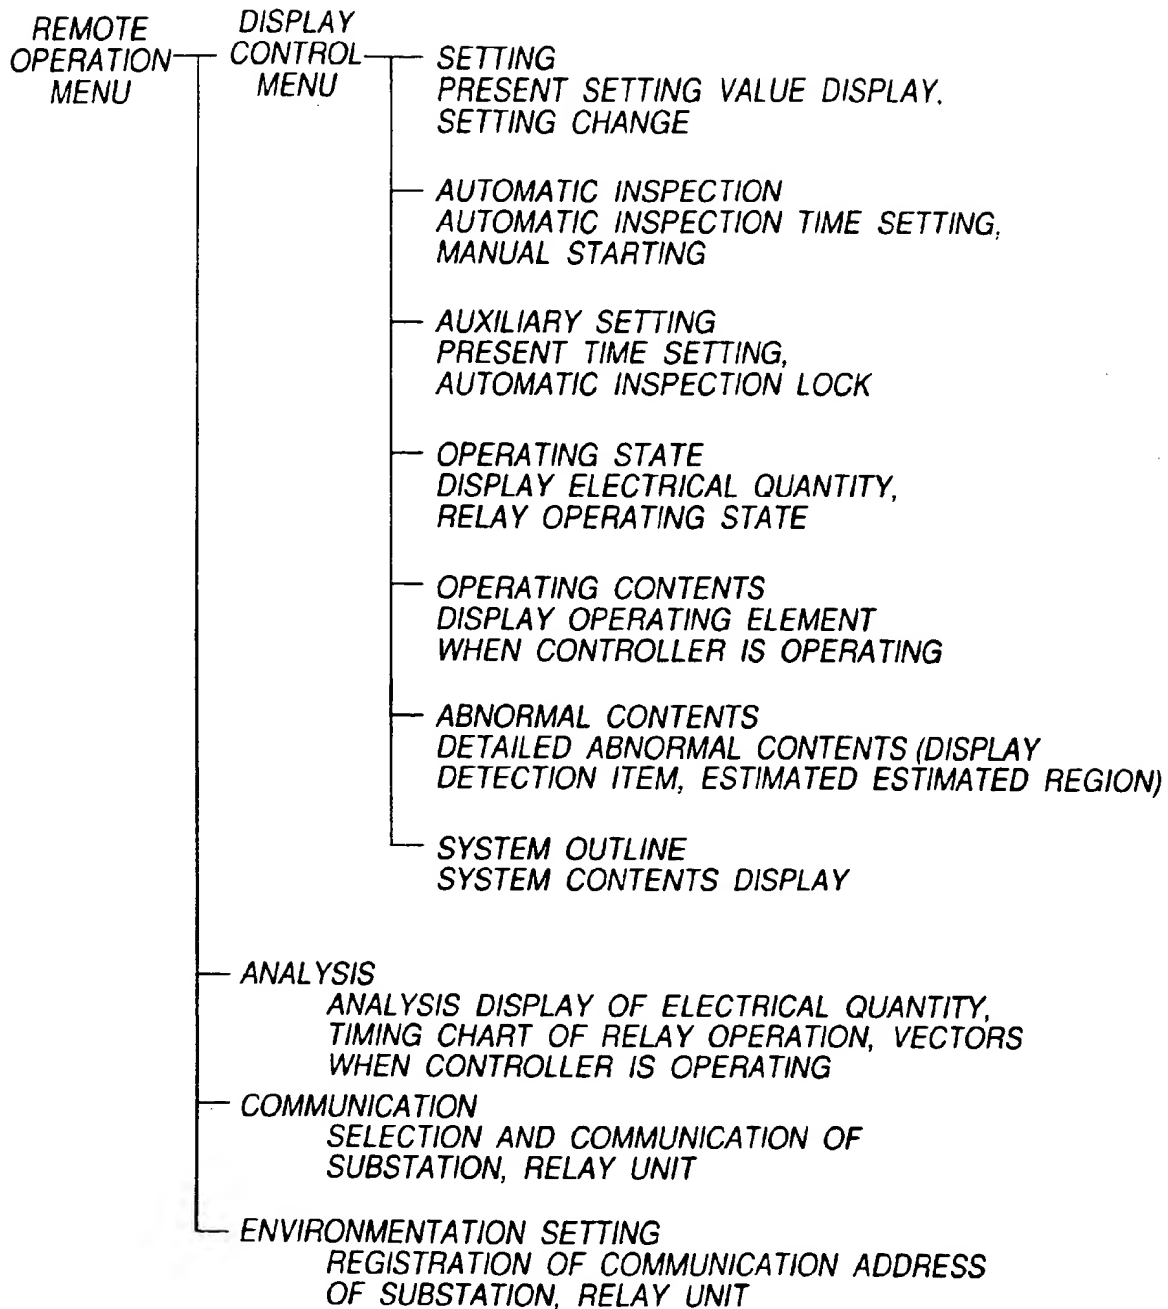 REMOTE
OPERATION
MENU
DISPLAY
CONTROL
MENU
SETTING
PRESENT SETTING VALUE DISPLAY,
SETTING CHANGE
AUTOMATIC INSPECTION
AUTOMATIC INSPECTION TIME SETTING,
MANUAL STARTING
AUXILIARY SETTING
PRESENT TIME SETTING,
AUTOMATIC INSPECTION LOCK
OPERATING STATE
DISPLAY ELECTRICAL QUANTITY,
RELAY OPERATING STATE
OPERATING CONTENTS
DISPLAY OPERATING ELEMENT
WHEN CONTROLLER IS OPERATING
ABNORMAL CONTENTS
DETAILED ABNORMAL CONTENTS (DISPLAY
DETECTION ITEM, ESTIMATED ESTIMATED REGION)
SYSTEM OUTLINE
SYSTEM CONTENTS DISPLAY
ANALYSIS
ANALYSIS DISPLAY OF ELECTRICAL QUANTITY,
TIMING CHART OF RELAY OPERATION, VECTORS
WHEN CONTROLLER IS OPERATING
COMMUNICATION
SELECTION AND COMMUNICATION OF
SUBSTATION, RELAY UNIT
ENVIRONMENTATION SETTING
REGISTRATION OF COMMUNICATION ADDRESS
OF SUBSTATION, RELAY UNIT